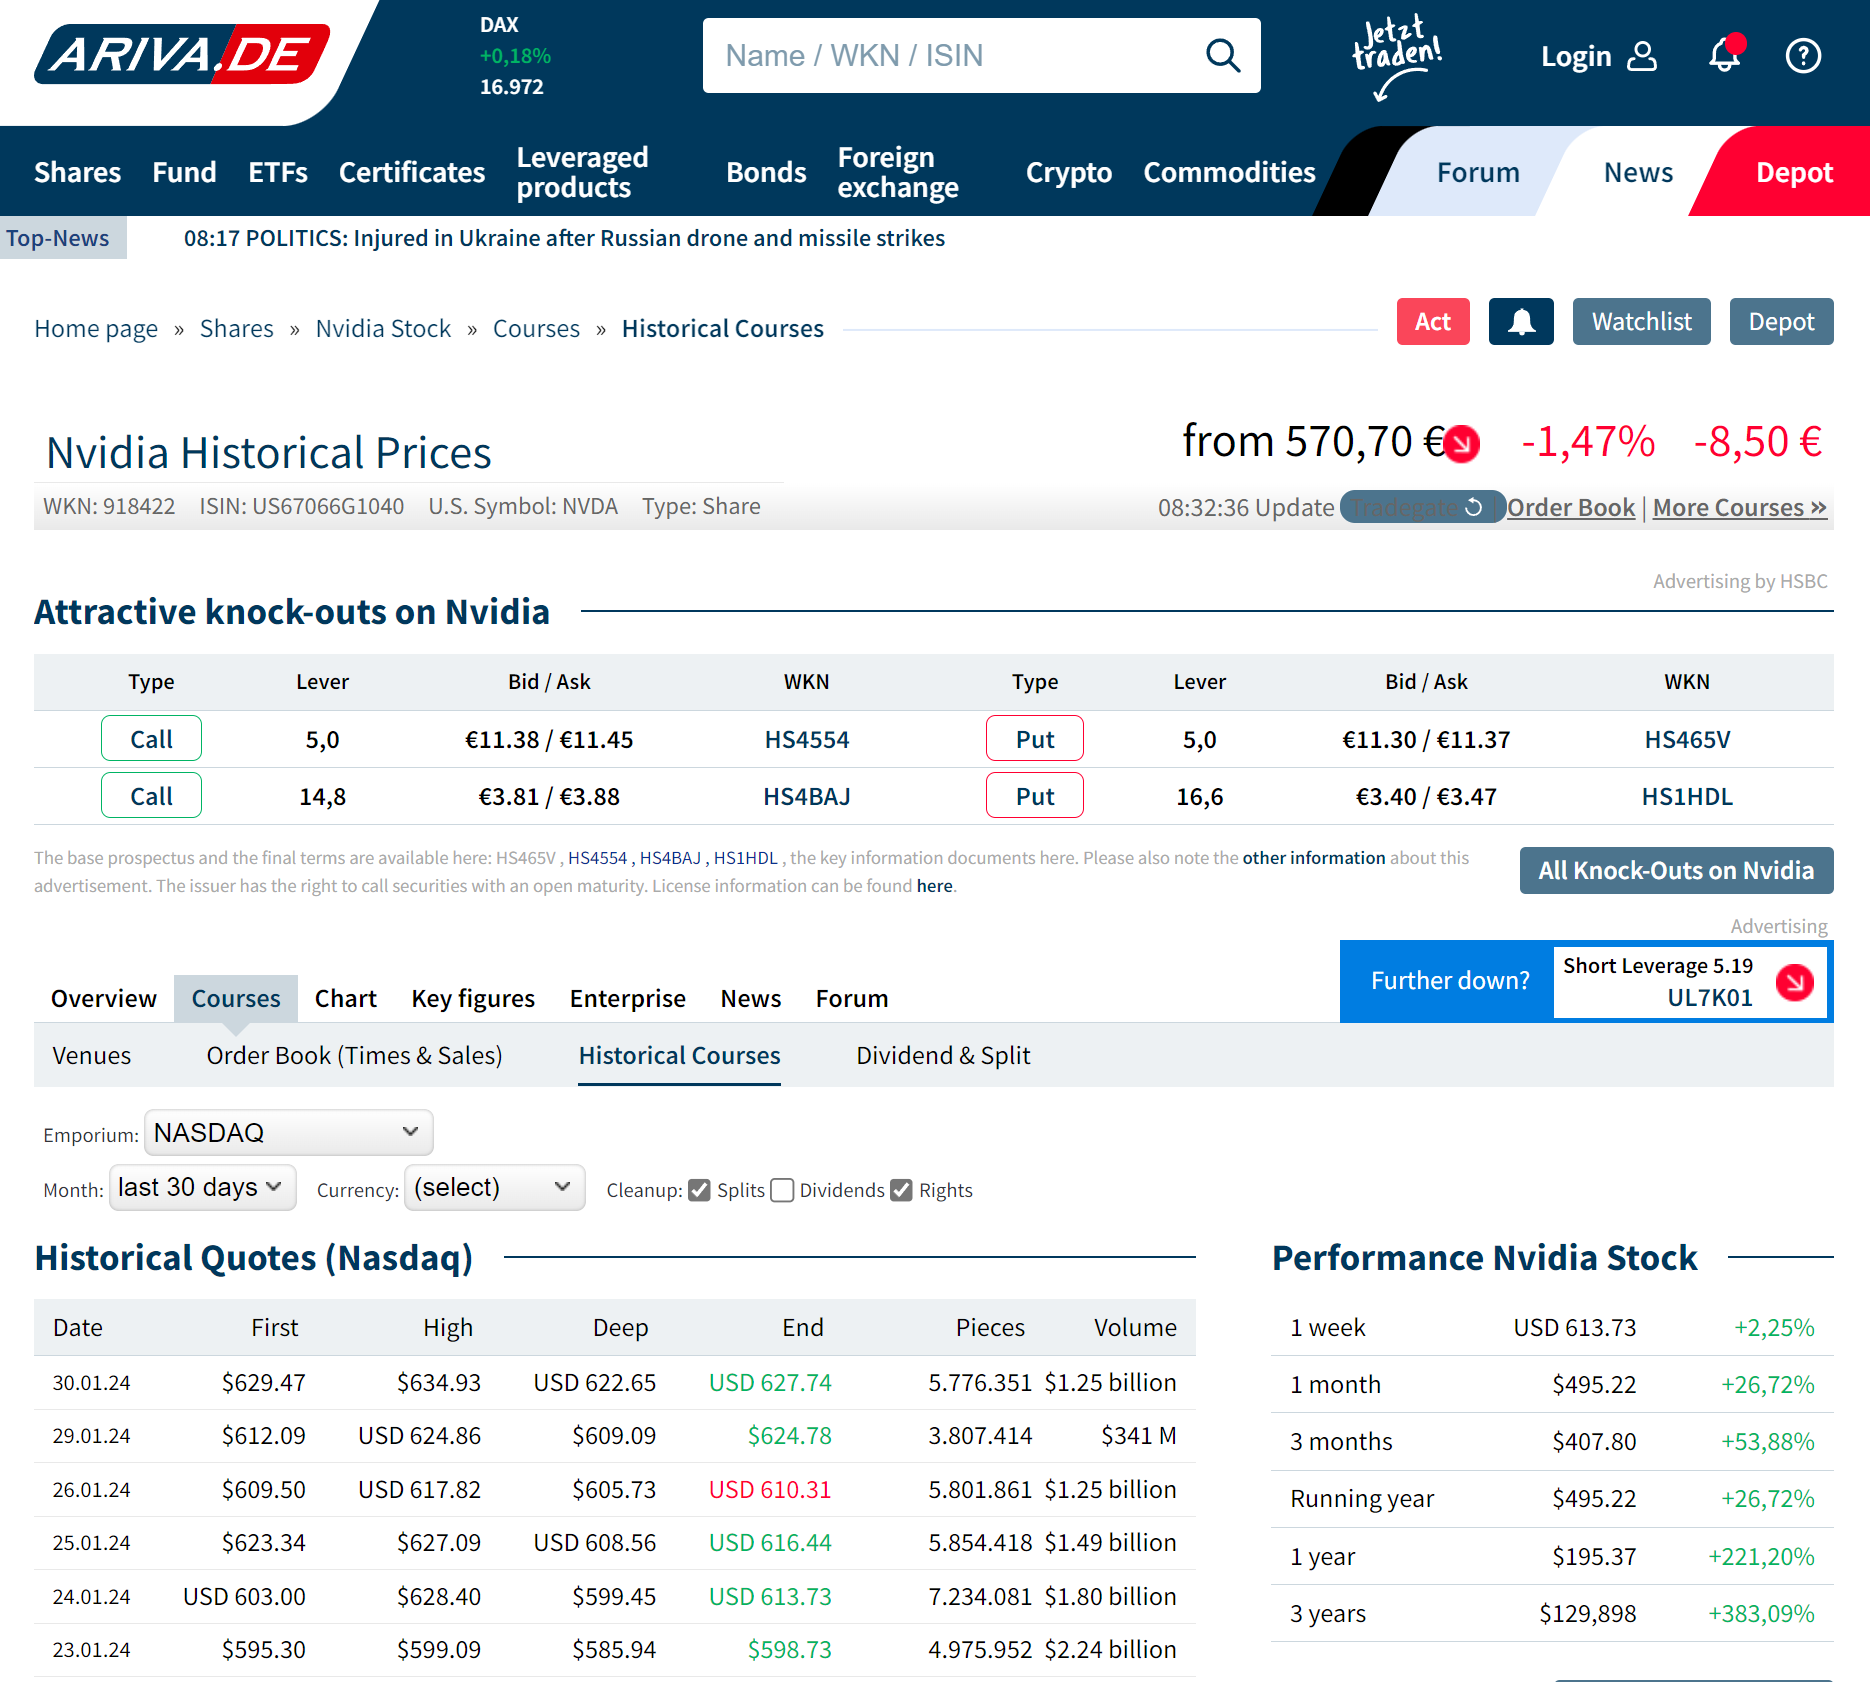 ARIVA.DE
DAX
+0,18%
16.972
Name / WKN / ISIN
Jetzt
traden!
Login
Shares Fund ETFs Certificates Leveraged products Bonds Foreign exchange Crypto Commodities Forum News Depot
Top-News 08:17 POLITICS: Injured in Ukraine after Russian drone and missile strikes
Home page » Shares » Nvidia Stock » Courses » Historical Courses
Act Watchlist Depot
Nvidia Historical Prices
from 570,70 € -1,47% -8,50 €
WKN: 918422 ISIN: US67066G1040 U.S. Symbol: NVDA Type: Share
08:32:36 Update Tradegate | Order Book | More Courses »
Advertising by HSBC
Attractive knock-outs on Nvidia
Type Lever Bid / Ask WKN Type Lever Bid / Ask WKN
Call 5,0 €11.38 / €11.45 HS4554 Put 5,0 €11.30 / €11.37 HS465V
Call 14,8 €3.81 / €3.88 HS4BAJ Put 16,6 €3.40 / €3.47 HS1HDL
The base prospectus and the final terms are available here: HS465V , HS4554 , HS4BAJ , HS1HDL , the key information documents here. Please also note the other information about this
advertisement. The issuer has the right to call securities with an open maturity. License information can be found here.
All Knock-Outs on Nvidia
Advertising
Further down? Short Leverage 5.19
UL7K01
Overview Courses Chart Key figures Enterprise News Forum
Venues Order Book (Times & Sales) Historical Courses Dividend & Split
Emporium: NASDAQ
Month: last 30 days Currency: (select) Cleanup: Splits Dividends Rights
Historical Quotes (Nasdaq)
Date First High Deep End Pieces Volume
30.01.24 $629.47 $634.93 USD 622.65 USD 627.74 5.776.351 $1.25 billion
29.01.24 $612.09 USD 624.86 $609.09 $624.78 3.807.414 $341 M
26.01.24 $609.50 USD 617.82 $605.73 USD 610.31 5.801.861 $1.25 billion
25.01.24 $623.34 $627.09 USD 608.56 USD 616.44 5.854.418 $1.49 billion
24.01.24 USD 603.00 $628.40 $599.45 USD 613.73 7.234.081 $1.80 billion
23.01.24 $595.30 $599.09 $585.94 $598.73 4.975.952 $2.24 billion
Performance Nvidia Stock
1 week USD 613.73 +2,25%
1 month $495.22 +26,72%
3 months $407.80 +53,88%
Running year $495.22 +26,72%
1 year $195.37 +221,20%
3 years $129,898 +383,09%